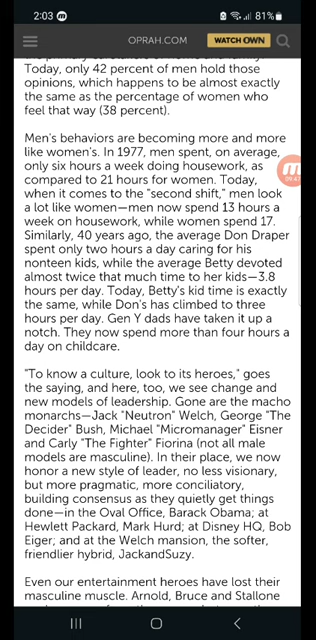 2:03
81%
OPRAH.COM
WATCH OWN
Today, only 42 percent of men hold those
opinions, which happens to be almost exactly
the same as the percentage of women who
feel that way (38 percent).
Men's behaviors are becoming more and more
like women's. In 1977, men spent, on average,
only six hours a week doing housework, as
compared to 21 hours for women. Today,
when it comes to the "second shift," men look
a lot like women—men now spend 13 hours a
week on housework, while women spend 17.
Similarly, 40 years ago, the average Don Draper
spent only two hours a day caring for his
nonteen kids, while the average Betty devoted
almost twice that much time to her kids—3.8
hours per day. Today, Betty's kid time is exactly
the same, while Don's has climbed to three
hours per day. Gen Y dads have taken it up a
notch. They now spend more than four hours a
day on childcare.
"To know a culture, look to its heroes," goes
the saying, and here, too, we see change and
new models of leadership. Gone are the macho
monarchs—Jack "Neutron" Welch, George "The
Decider" Bush, Michael "Micromanager" Eisner
and Carly "The Fighter" Fiorina (not all male
models are masculine). In their place, we now
honor a new style of leader, no less visionary,
but more pragmatic, more conciliatory,
building consensus as they quietly get things
done—in the Oval Office, Barack Obama; at
Hewlett Packard, Mark Hurd; at Disney HQ, Bob
Eiger; and at the Welch mansion, the softer,
friendlier hybrid, JackandSuzy.
Even our entertainment heroes have lost their
masculine muscle. Arnold, Bruce and Stallone